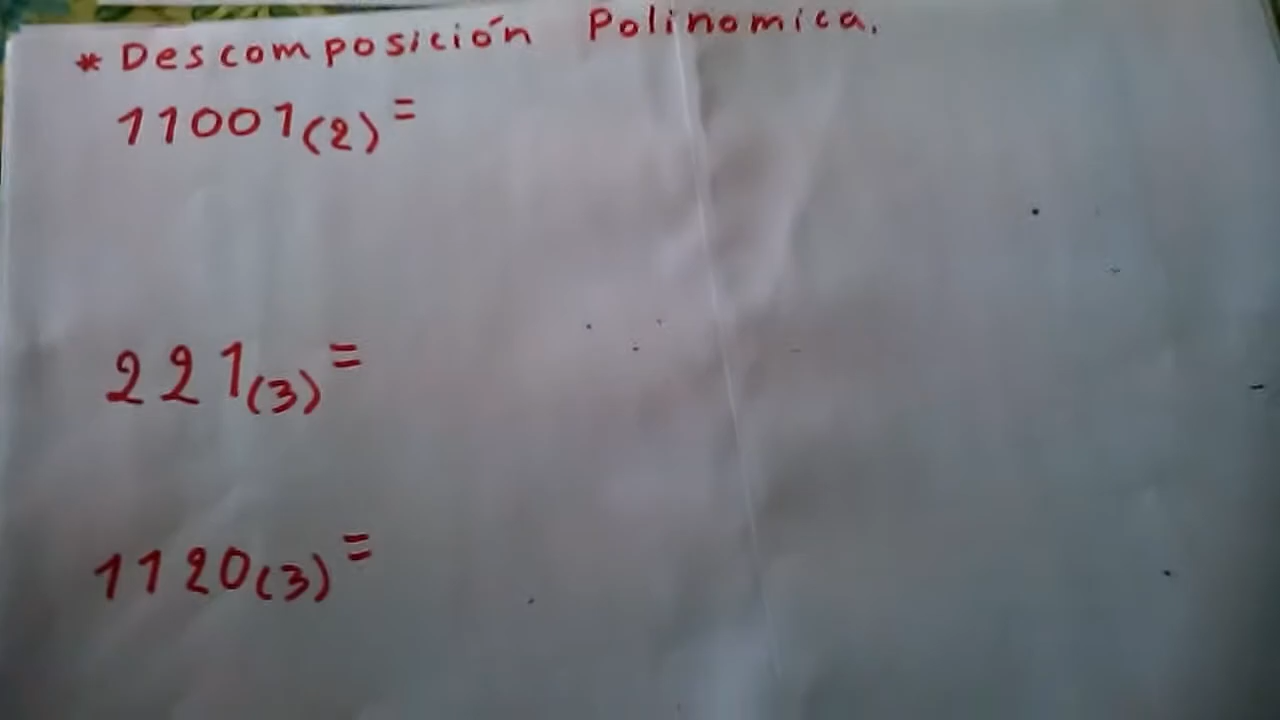 * Descomposición Polinomica.
11001(2) =
221(3) =
1120(3) =